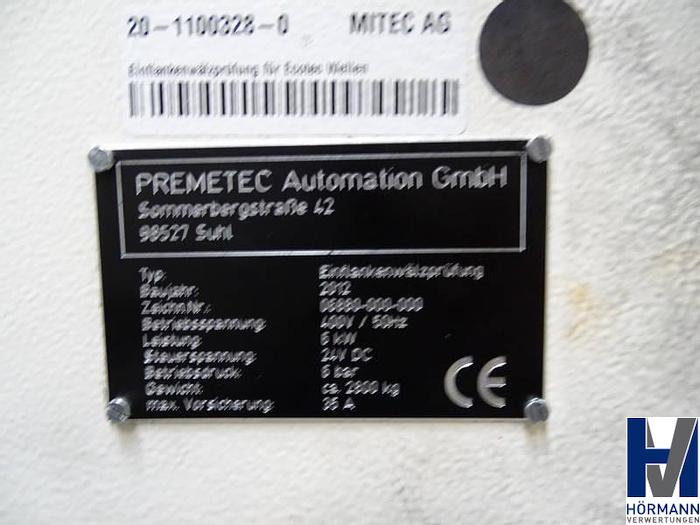 20-1100328-0 MITEC AG
Einflankenwälzprüfung für Ecotec Wellen
PREMETEC Automation GmbH
Sommerbergstraße 42
98527 Suhl
Typ: Einflankenwälzprüfung
Baujahr: 2012
Zeichn.Nr.: 06880-000-000
Betriebsspannung: 400V / 50Hz
Leistung: 6 kW
Steuerspannung: 24V DC
Betriebsdruck: 6 bar
Gewicht: ca. 2800 kg
max. Vorsicherung: 35 A
CE
HV
HÖRMANN
VERWERTUNGEN